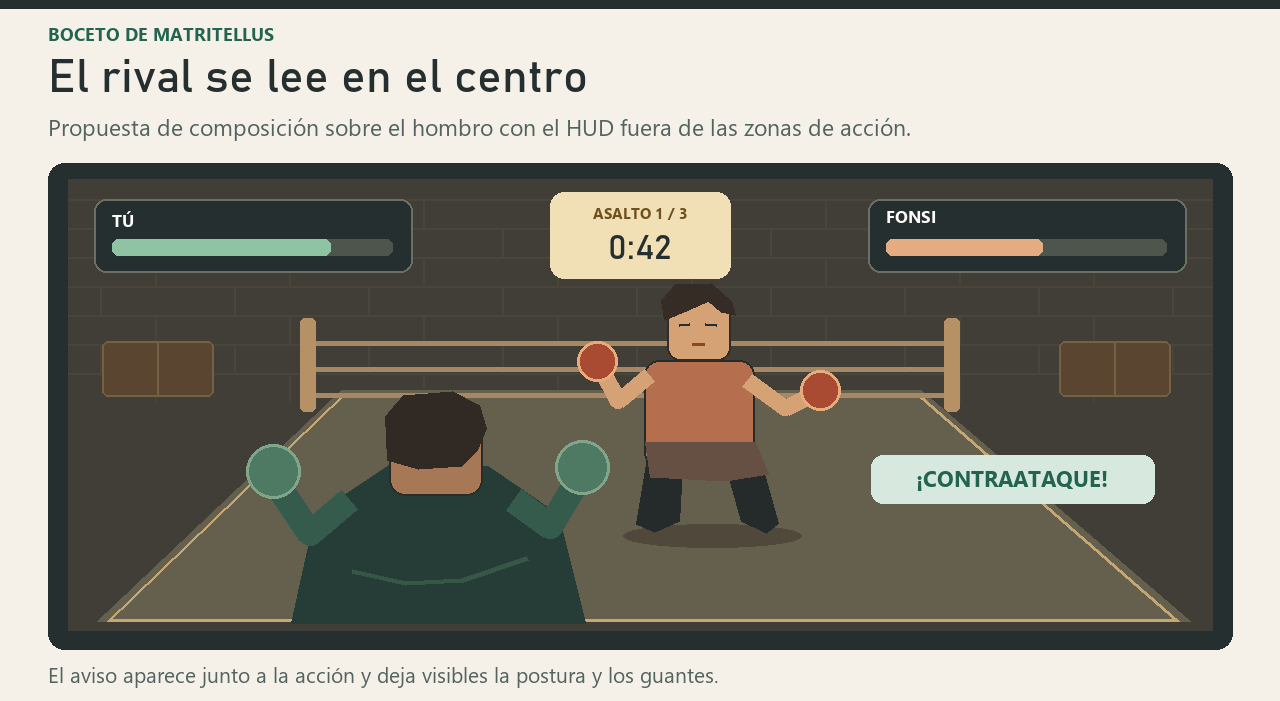 BOCETO DE MATRITELLUS
El rival se lee en el centro
Propuesta de composición sobre el hombro con el HUD fuera de las zonas de acción.
TÚ
ASALTO 1 / 3
0:42
FONSI
¡CONTRAATAQUE!
El aviso aparece junto a la acción y deja visibles la postura y los guantes.